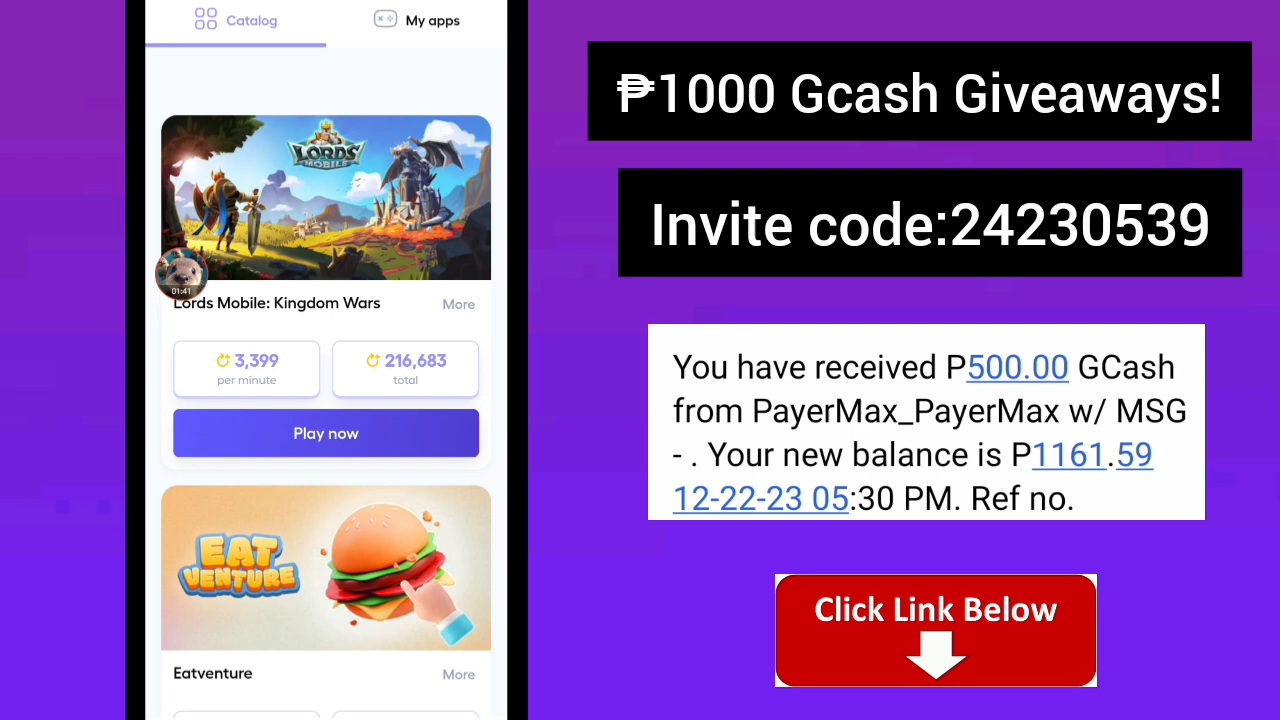 Catalog
My apps
LORDS
MOBILE
01:41
Lords Mobile: Kingdom Wars
More
3,399
per minute
216,683
total
Play now
EAT
VENTURE
Eatventure
More
₱1000 Gcash Giveaways!
Invite code:24230539
You have received P500.00 GCash
from PayerMax_PayerMax w/ MSG
- . Your new balance is P1161.59
12-22-23 05:30 PM. Ref no.
Click Link Below